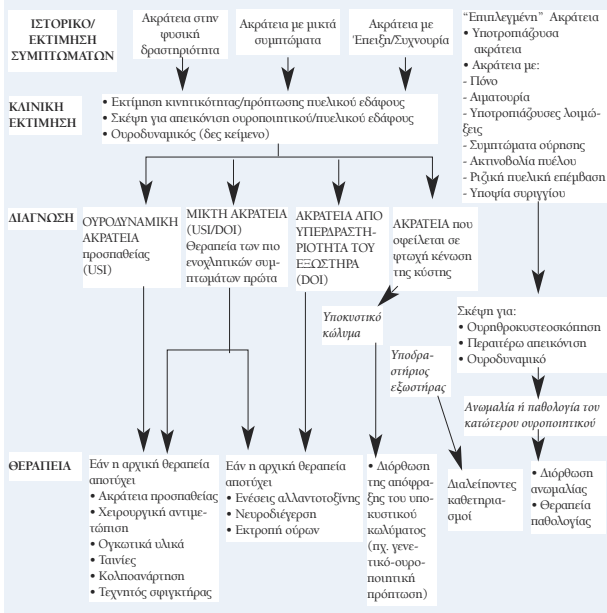 ΙΣΤΟΡΙΚΟ/
ΕΚΤΙΜΗΣΗ
ΣΥΜΠΤΩΜΑΤΩΝ
Ακράτεια στην
φυσική
δραστηριότητα
Ακράτεια με μικτά
συμπτώματα
Ακράτεια με
Έπειξη/Συχνουρία
“Επιπλεγμένη” Ακράτεια
• Υποτροπιάζουσα
ακράτεια
• Ακράτεια με:
- Πόνο
- Αιματουρία
- Υποτροπιάζουσες λοιμώ-
ξεις
- Συμπτώματα ούρησης
- Ακτινοβολία πυέλου
- Ριζική πυελική επέμβαση
- Υποψία συριγγίου
ΚΛΙΝΙΚΗ
ΕΚΤΙΜΗΣΗ
• Εκτίμηση κινητικότητας/πρόπτωσης πυελικού εδάφους
• Σκέψη για απεικόνιση ουροποιητικού/πυελικού εδάφους
• Ουροδυναμικός (δες κείμενο)
ΔΙΑΓΝΩΣΗ
ΟΥΡΟΔΥΝΑΜΙΚΗ
ΑΚΡΑΤΕΙΑ
προσπαθείας
(USI)
ΜΙΚΤΗ ΑΚΡΑΤΕΙΑ
(USI/DOI)
Θεραπεία των πιο
ενοχλητικών συμ-
πτωμάτων πρώτα
ΑΚΡΑΤΕΙΑ ΑΠΟ
ΥΠΕΡΔΡΑΣΤΗ-
ΡΙΟΤΗΤΑ ΤΟΥ
ΕΞΩΣΤΗΡΑ
(DOI)
ΑΚΡΑΤΕΙΑ που
οφείλεται σε
φτωχή κένωση
της κύστης
Υποκυστικό
κώλυμα
Υποδρα-
στήριος
εξωστήρας
Σκέψη για:
• Ουρηθροκυστεοσκόπηση
• Περαιτέρω απεικόνιση
• Ουροδυναμικό
Ανωμαλία ή παθολογία του
κατώτερου ουροποιητικού
ΘΕΡΑΠΕΙΑ
Εάν η αρχική θεραπεία
αποτύχει
• Ακράτεια προσπαθείας
• Χειρουργική αντιμε-
τώπιση
• Ογκωτικά υλικά
• Ταινίες
• Κολποανάρτηση
• Τεχνητός σφιγκτήρας
Εάν η αρχική θεραπεία
αποτύχει
• Ενέσεις αλλαντοτοξίνης
• Νευροδιέγερση
• Εκτροπή ούρων
• Διόρθωση
της απόφρα-
ξης του υπο-
κυστικού
κωλύματος
(πχ. γενε-
τικό-ουρο-
ποιητική
πρόπτωση)
Διαλείποντες
καθετηρια-
σμοί
• Διόρθωση
ανωμαλίας
• Θεραπεία
παθολογίας